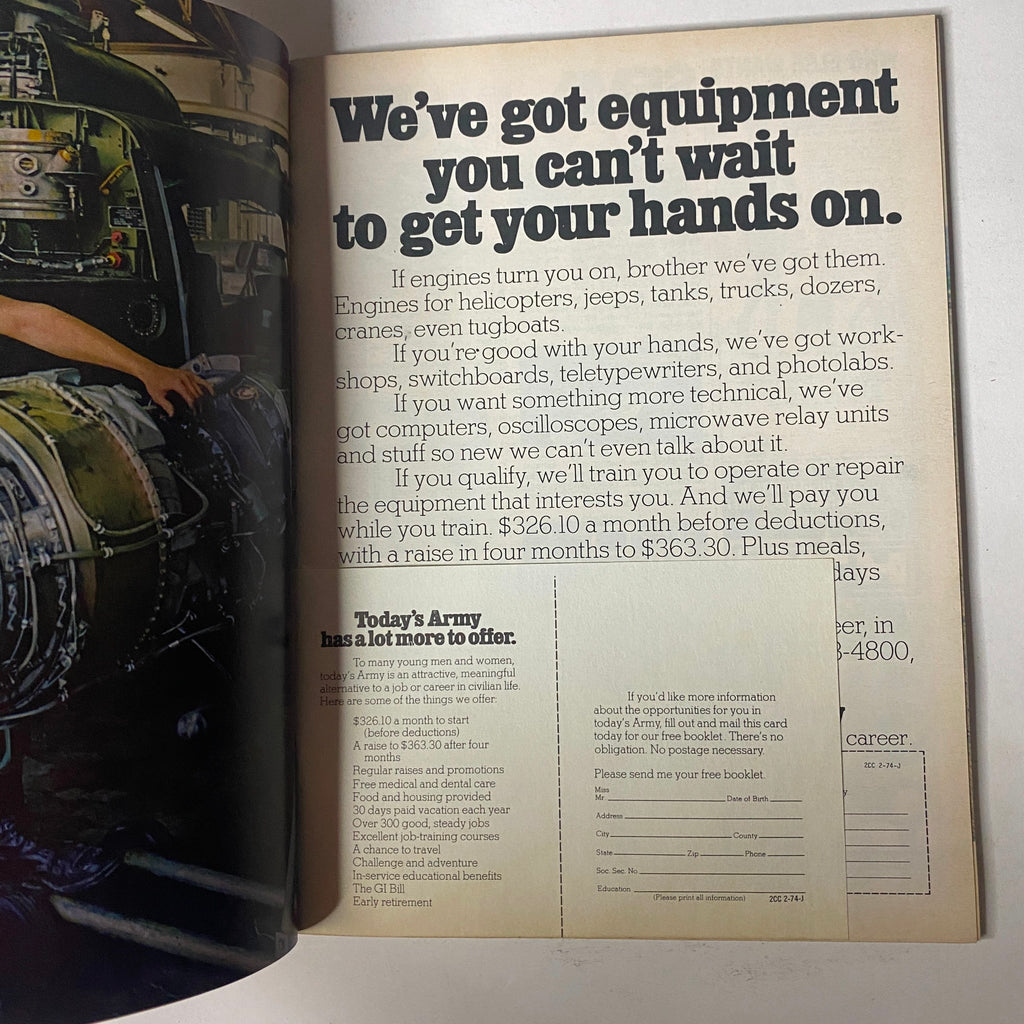 We've got equipment
you can't wait
to get your hands on.
If engines turn you on, brother we've got them.
Engines for helicopters, jeeps, tanks, trucks, dozers,
cranes, even tugboats.
If you're good with your hands, we've got work-
shops, switchboards, teletypewriters, and photolabs.
If you want something more technical, we've
got computers, oscilloscopes, microwave relay units
and stuff so new we can't even talk about it.
If you qualify, we'll train you to operate or repair
the equipment that interests you. And we'll pay you
while you train. $326.10 a month before deductions,
with a raise in four months to $363.30. Plus meals,
days
in
-4800,
career.
2CC 2-74-J
Today's Army
has a lot more to offer.
To many young men and women,
today's Army is an attractive, meaningful
alternative to a job or career in civilian life.
Here are some of the things we offer:
$326.10 a month to start
(before deductions)
A raise to $363.30 after four
months
Regular raises and promotions
Free medical and dental care
Food and housing provided
30 days paid vacation each year
Over 300 good, steady jobs
Excellent job-training courses
A chance to travel
Challenge and adventure
In-service educational benefits
The GI Bill
Early retirement
If you'd like more information
about the opportunities for you in
today's Army, fill out and mail this card
today for our free booklet. There's no
obligation. No postage necessary.
Please send me your free booklet.
Miss
Mr. Date of Birth
Address
City County
State Zip Phone
Soc. Sec. No.
Education
(Please print all information) 2CC 2-74-J